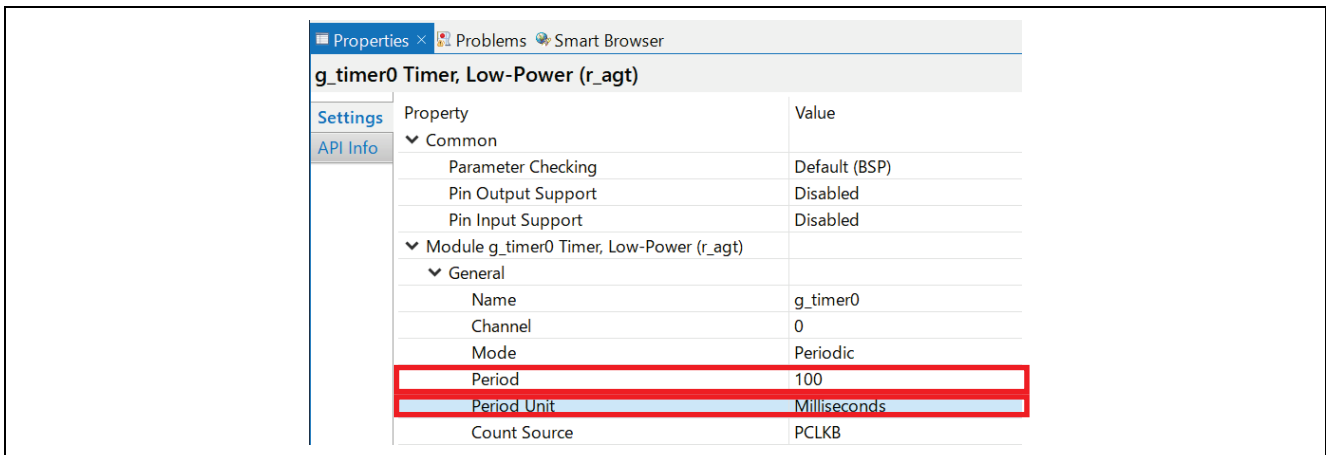 Properties Problems Smart Browser
g_timer0 Timer, Low-Power (r_agt)
Settings
API Info
Property Value
Common
Parameter Checking Default (BSP)
Pin Output Support Disabled
Pin Input Support Disabled
Module g_timer0 Timer, Low-Power (r_agt)
General
Name g_timer0
Channel 0
Mode Periodic
Period 100
Period Unit Milliseconds
Count Source PCLKB